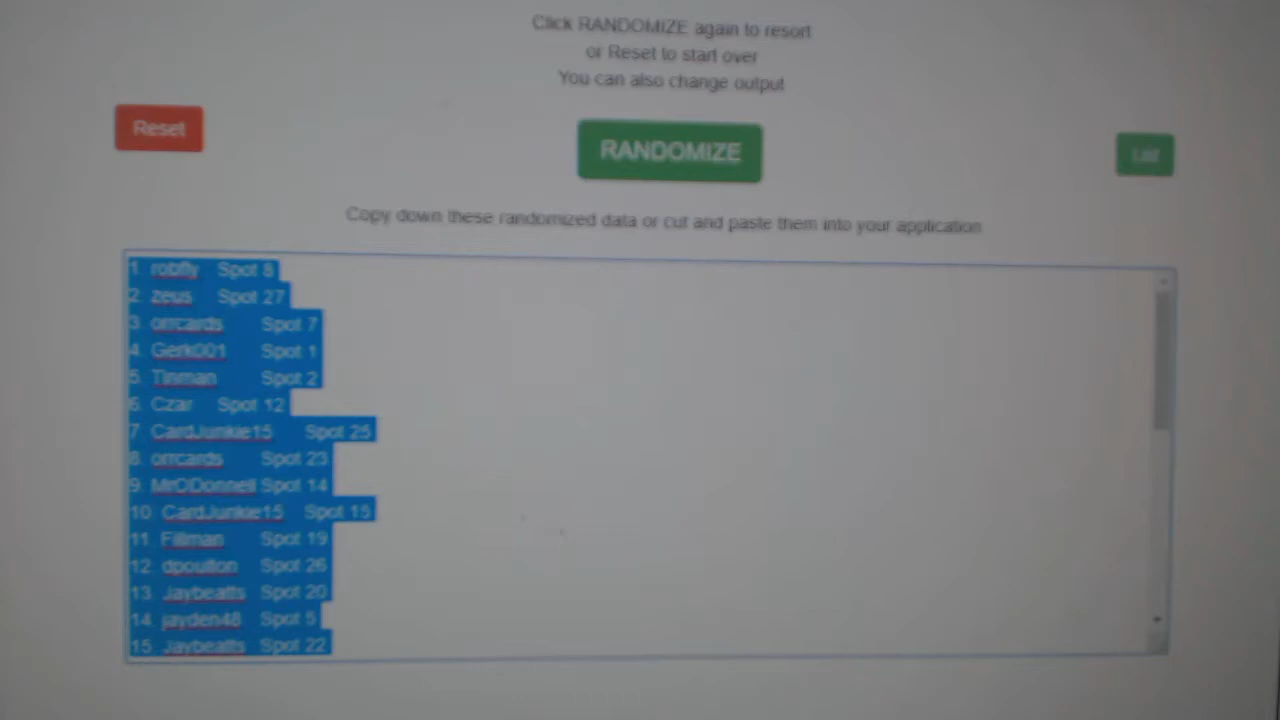 Click RANDOMIZE again to resort
or Reset to start over
You can also change output
Reset
RANDOMIZE
List
Copy down these randomized data or cut and paste them into your application
1. robfly Spot 8
2. zeus Spot 27
3. orrcards Spot 7
4. Gerk001 Spot 1
5. Tinman Spot 2
6. Czar Spot 12
7. CardJunkie15 Spot 25
8. orrcards Spot 23
9. MrODonnell Spot 14
10. CardJunkie15 Spot 15
11. Fillman Spot 19
12. dpoulton Spot 26
13. Jaybeatts Spot 20
14. jayden48 Spot 5
15. Jaybeatts Spot 22